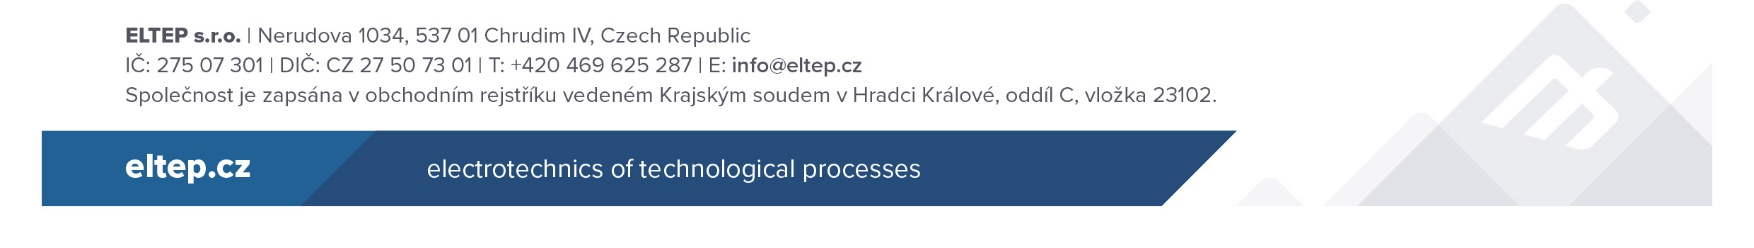 ELTEP s.r.o. | Nerudova 1034, 537 01 Chrudim IV, Czech Republic
IČ: 275 07 301 | DIČ: CZ 27 50 73 01 | T: +420 469 625 287 | E: info@eltep.cz
Společnost je zapsána v obchodním rejstříku vedeném Krajským soudem v Hradci Králové, oddíl C, vložka 23102.
eltep.cz electrotechnics of technological processes